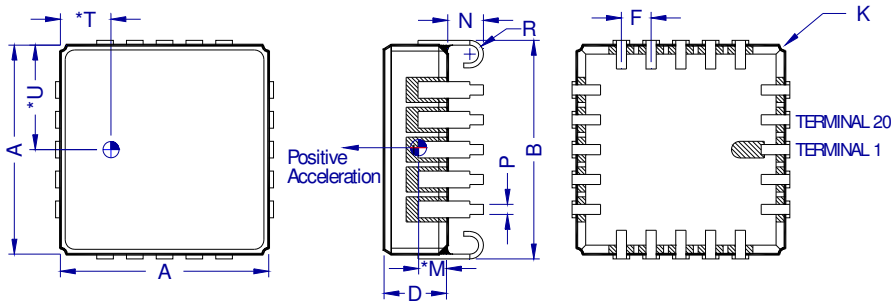 *T
*U
A
A
N
R
Positive
Acceleration
B
P
*M
D
F
K
TERMINAL 20
TERMINAL 1